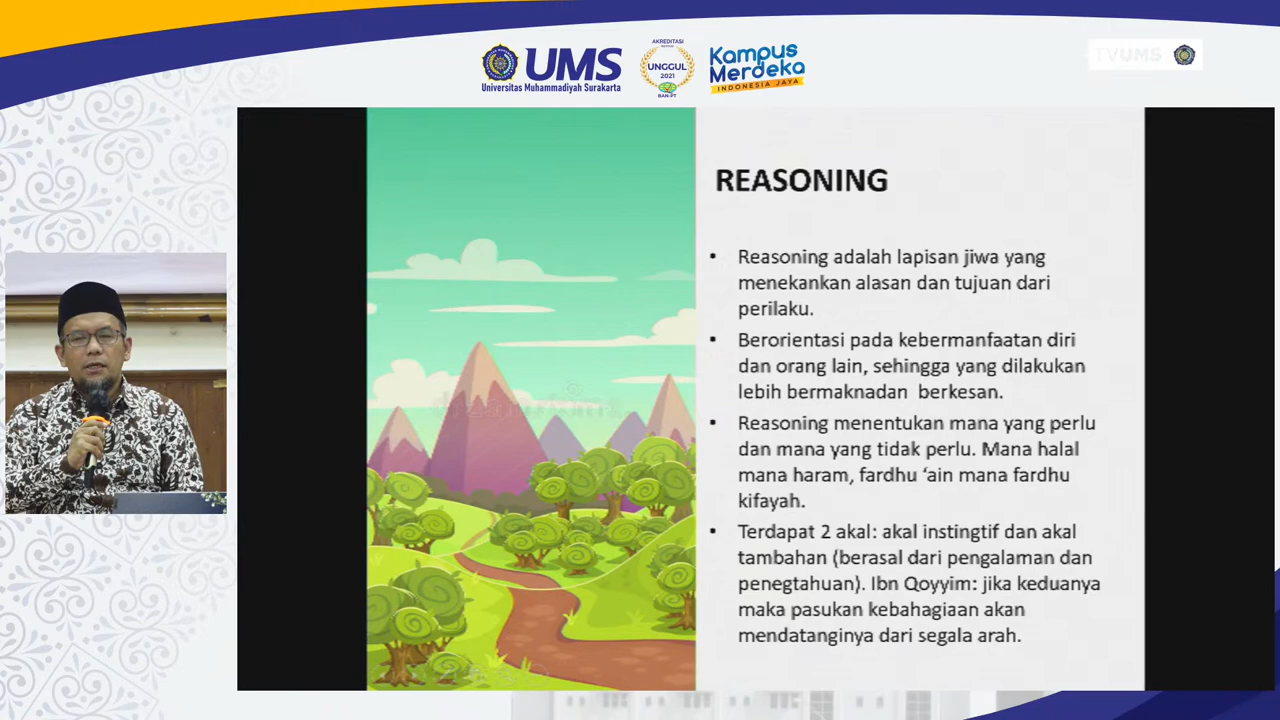 UMS
Universitas Muhammadiyah Surakarta
AKREDITASI
UNGGUL
2021
BAN-PT
Kampus
Merdeka
INDONESIA JAYA
TVUMS
REASONING
• Reasoning adalah lapisan jiwa yang
menekankan alasan dan tujuan dari
perilaku.
• Berorientasi pada kebermanfaatan diri
dan orang lain, sehingga yang dilakukan
lebih bermaknadan berkesan.
• Reasoning menentukan mana yang perlu
dan mana yang tidak perlu. Mana halal
mana haram, fardhu ‘ain mana fardhu
kifayah.
• Terdapat 2 akal: akal instingtif dan akal
tambahan (berasal dari pengalaman dan
penegtahuan). Ibn Qoyyim: jika keduanya
maka pasukan kebahagiaan akan
mendatanginya dari segala arah.